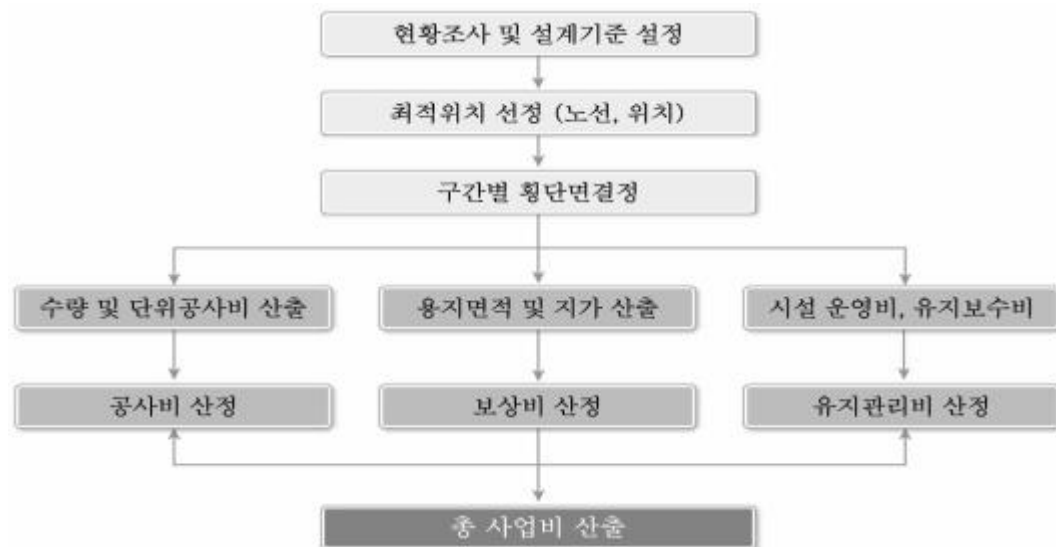 현황조사 및 설계기준 설정
최적위치 선정 (노선, 위치)
구간별 횡단면결정
수량 및 단위공사비 산출
용지면적 및 지가 산출
시설 운영비, 유지보수비
공사비 산정
보상비 산정
유지관리비 산정
총 사업비 산출